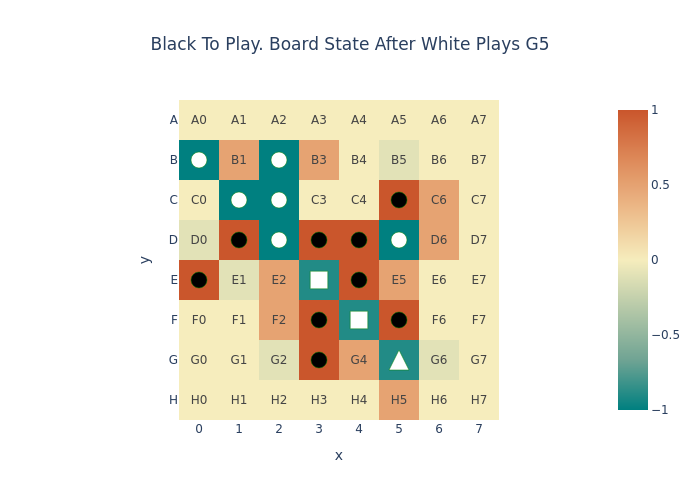 Black To Play. Board State After White Plays G5
A A0 A1 A2 A3 A4 A5 A6 A7
B B1 B3 B4 B5 B6 B7
C C0 C3 C4 C6 C7
D D0 D6 D7
E E1 E2 E5 E6 E7
F F0 F1 F2 F6 F7
G G0 G1 G2 G4 G6 G7
H H0 H1 H2 H3 H4 H5 H6 H7
0 1 2 3 4 5 6 7
x
y
1
0.5
0
−0.5
−1